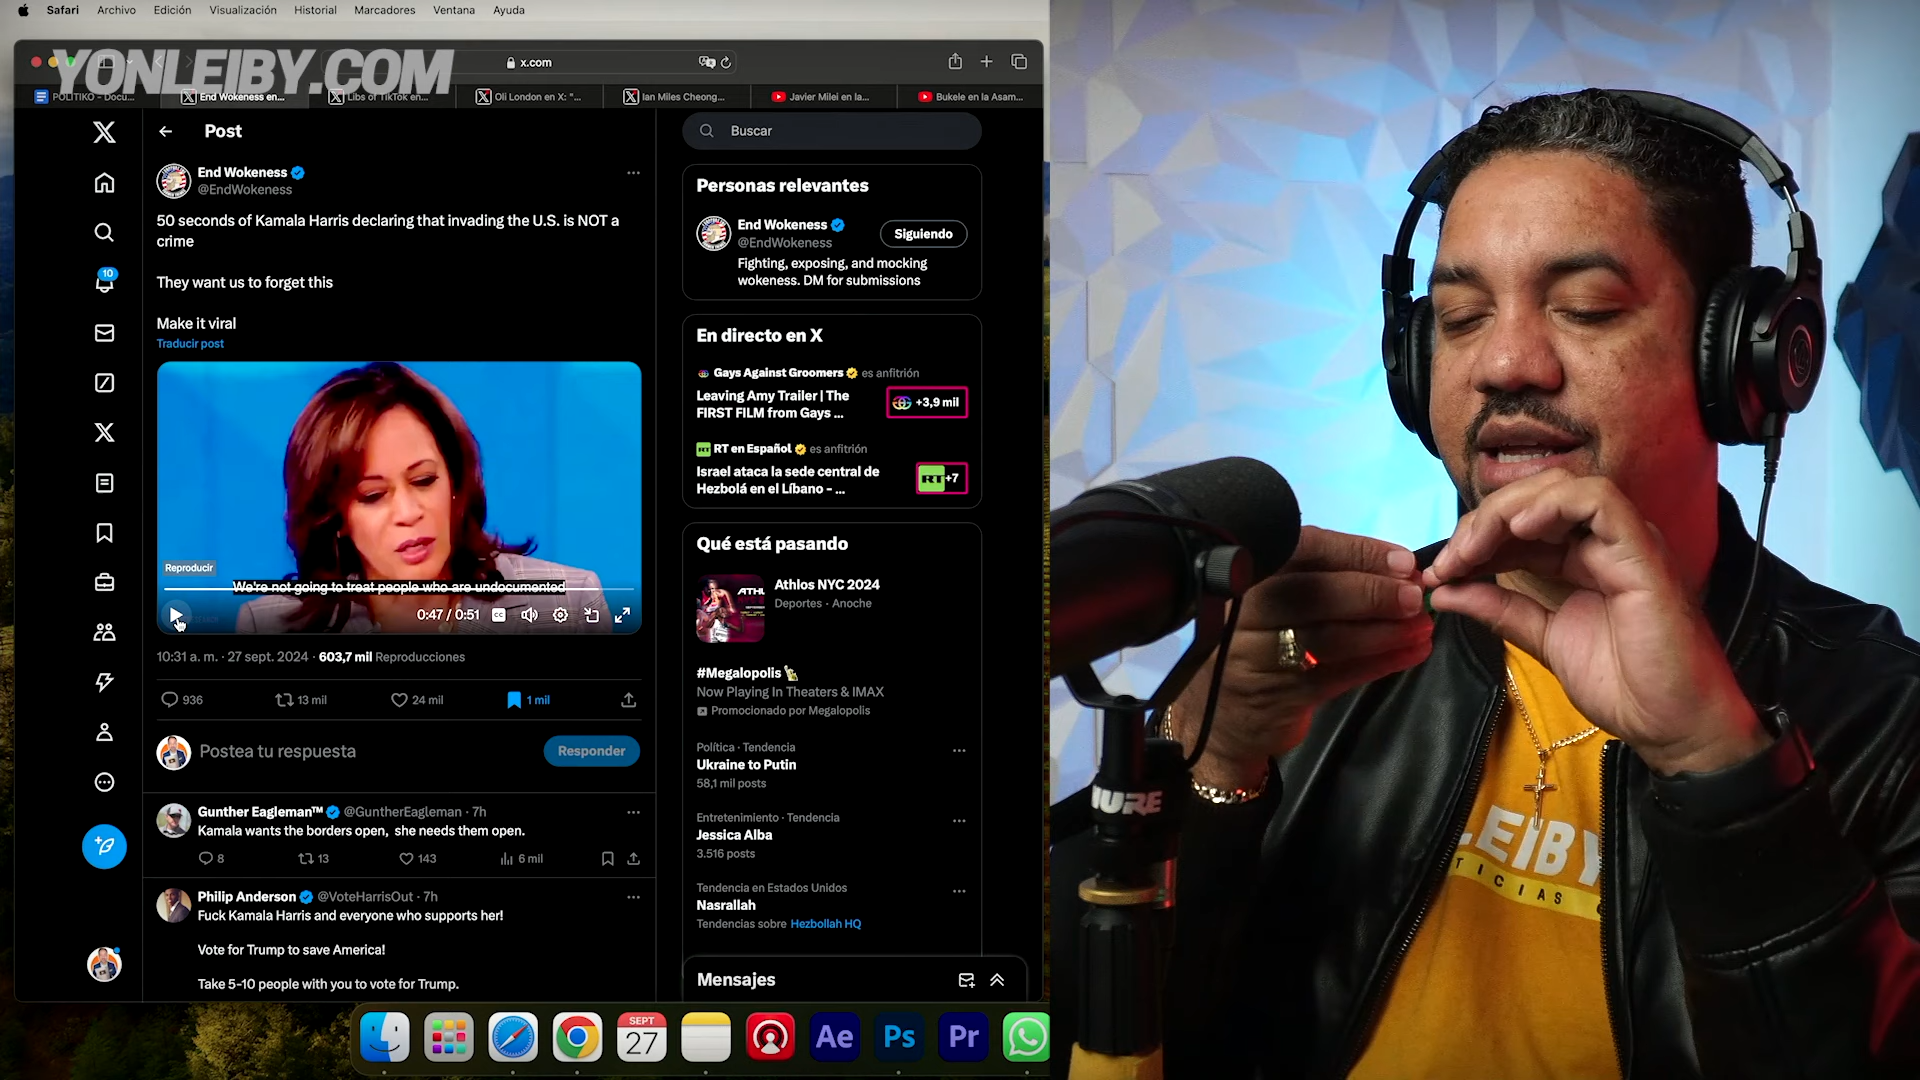 Safari Archivo Edición Visualización Historial Marcadores Ventana Ayuda
YONLEIBY.COM
x.com
POLITIKO - Docu...
End Wokeness en...
Libs of TikTok en...
Oli London en X: "...
Ian Miles Cheong...
Javier Milei en la...
Bukele en la Asam...
Post
End Wokeness
@EndWokeness
50 seconds of Kamala Harris declaring that invading the U.S. is NOT a
crime
They want us to forget this
Make it viral
Traducir post
Reproducir
We're not going to treat people who are undocumented
0:47 / 0:51
CC
10:31 a. m. · 27 sept. 2024 · 603,7 mil Reproducciones
936
13 mil
24 mil
1 mil
Postea tu respuesta
Responder
Gunther Eagleman™ @GuntherEagleman · 7h
Kamala wants the borders open, she needs them open.
8
13
143
6 mil
Philip Anderson @VoteHarrisOut · 7h
Fuck Kamala Harris and everyone who supports her!
Vote for Trump to save America!
Take 5-10 people with you to vote for Trump.
10
Buscar
Personas relevantes
End Wokeness
@EndWokeness
Siguiendo
Fighting, exposing, and mocking
wokeness. DM for submissions
En directo en X
Gays Against Groomers es anfitrión
Leaving Amy Trailer | The
FIRST FILM from Gays ...
+3,9 mil
RT en Español es anfitrión
Israel ataca la sede central de
Hezbolá en el Líbano - ...
RT +7
Qué está pasando
Athlos NYC 2024
Deportes · Anoche
#Megalopolis
Now Playing In Theaters & IMAX
Promocionado por Megalopolis
Política · Tendencia
Ukraine to Putin
58,1 mil posts
Entretenimiento · Tendencia
Jessica Alba
3.516 posts
Tendencia en Estados Unidos
Nasrallah
Tendencias sobre Hezbollah HQ
Mensajes
SEPT
27
Ae
Ps
Pr
LEIBY
TICIAS